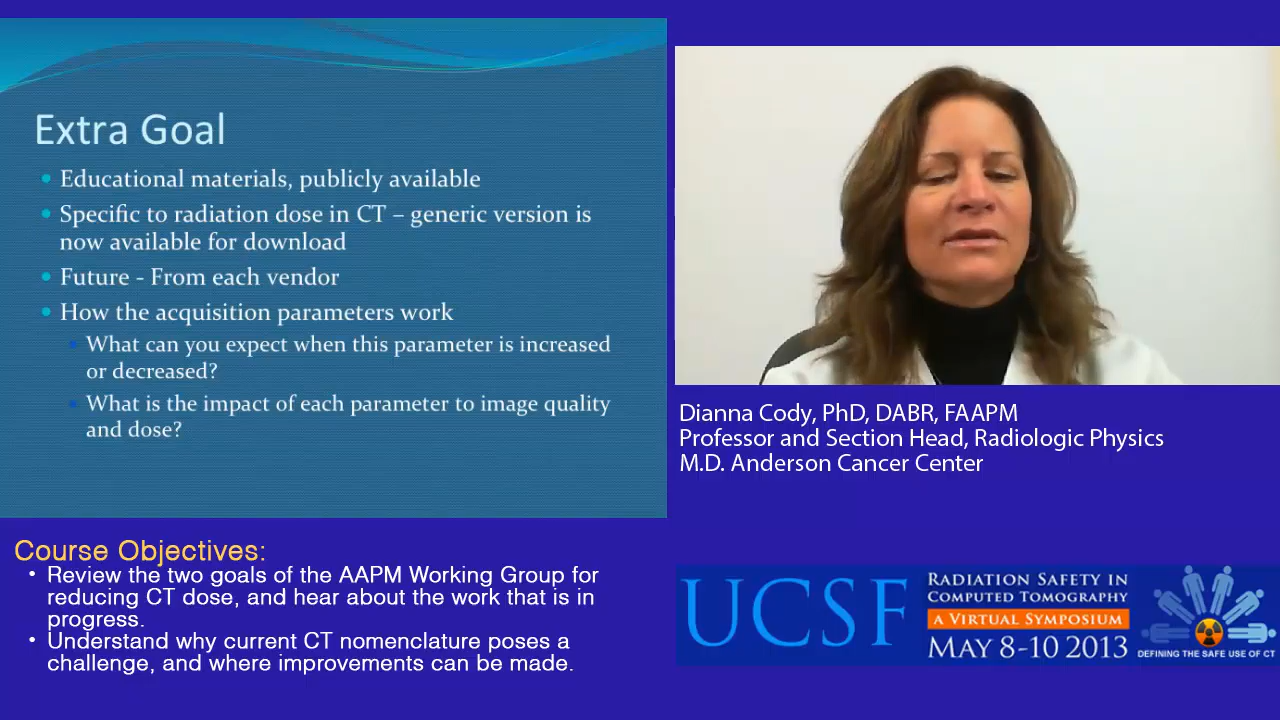 Extra Goal
• Educational materials, publicly available
• Specific to radiation dose in CT – generic version is
now available for download
• Future - From each vendor
• How the acquisition parameters work
• What can you expect when this parameter is increased
or decreased?
• What is the impact of each parameter to image quality
and dose?
Dianna Cody, PhD, DABR, FAAPM
Professor and Section Head, Radiologic Physics
M.D. Anderson Cancer Center
Course Objectives:
• Review the two goals of the AAPM Working Group for
reducing CT dose, and hear about the work that is in
progress.
• Understand why current CT nomenclature poses a
challenge, and where improvements can be made.
UCSF
RADIATION SAFETY IN
COMPUTED TOMOGRAPHY
A VIRTUAL SYMPOSIUM
MAY 8-10 2013
DEFINING THE SAFE USE OF CT